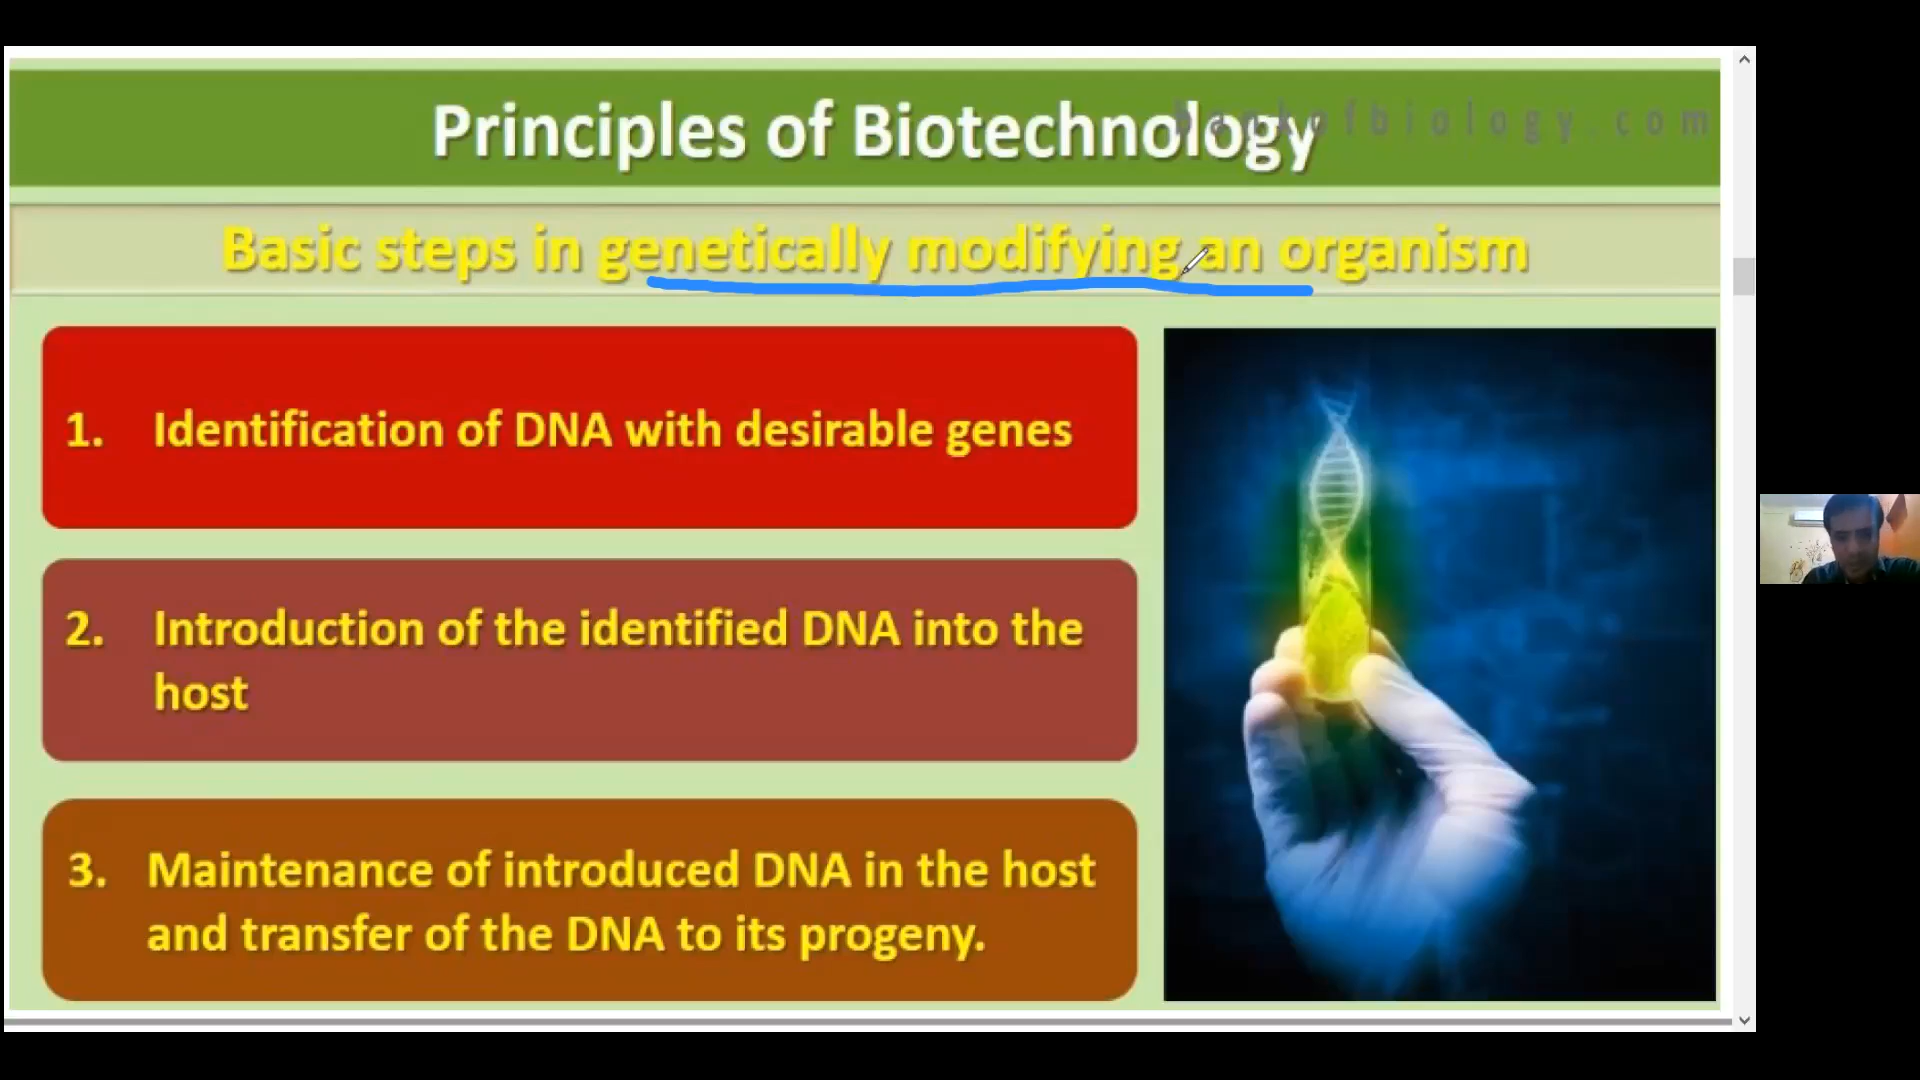 Principles of Biotechnology
bankofbiology.com
Basic steps in genetically modifying an organism
1. Identification of DNA with desirable genes
2. Introduction of the identified DNA into the
host
3. Maintenance of introduced DNA in the host
and transfer of the DNA to its progeny.